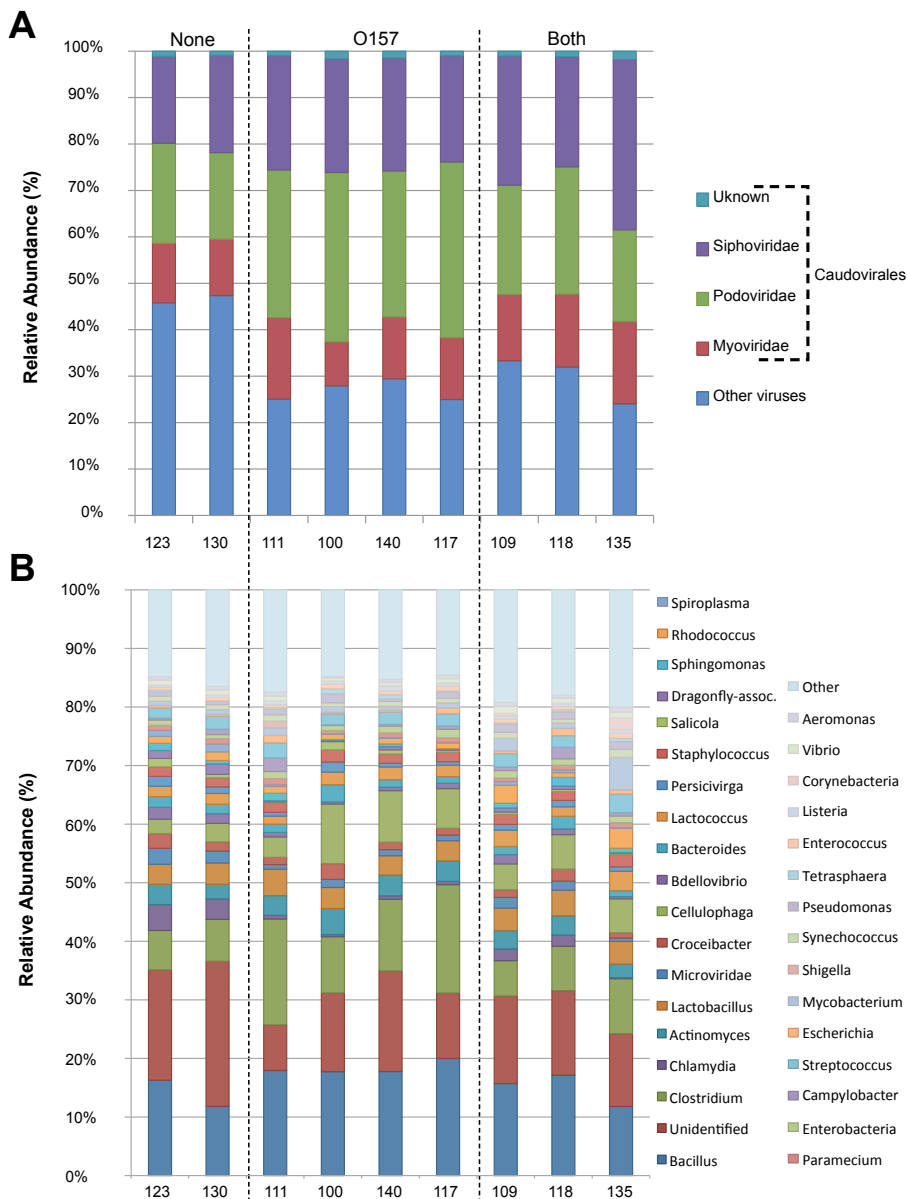 A
None O157 Both
100%
90%
80%
70%
60%
50%
40%
30%
20%
10%
0%
Relative Abundance (%)
123 130 111 100 140 117 109 118 135
Uknown
Siphoviridae
Podoviridae
Myoviridae
Other viruses
Caudovirales
B
100%
90%
80%
70%
60%
50%
40%
30%
20%
10%
0%
Relative Abundance (%)
123 130 111 100 140 117 109 118 135
Spiroplasma
Rhodococcus
Sphingomonas
Dragonfly-assoc.
Salicola
Staphylococcus
Persicivirga
Lactococcus
Bacteroides
Bdellovibrio
Cellulophaga
Croceibacter
Microviridae
Lactobacillus
Actinomyces
Chlamydia
Clostridium
Unidentified
Bacillus
Other
Aeromonas
Vibrio
Corynebacteria
Listeria
Enterococcus
Tetrasphaera
Pseudomonas
Synechococcus
Shigella
Mycobacterium
Escherichia
Streptococcus
Campylobacter
Enterobacteria
Paramecium